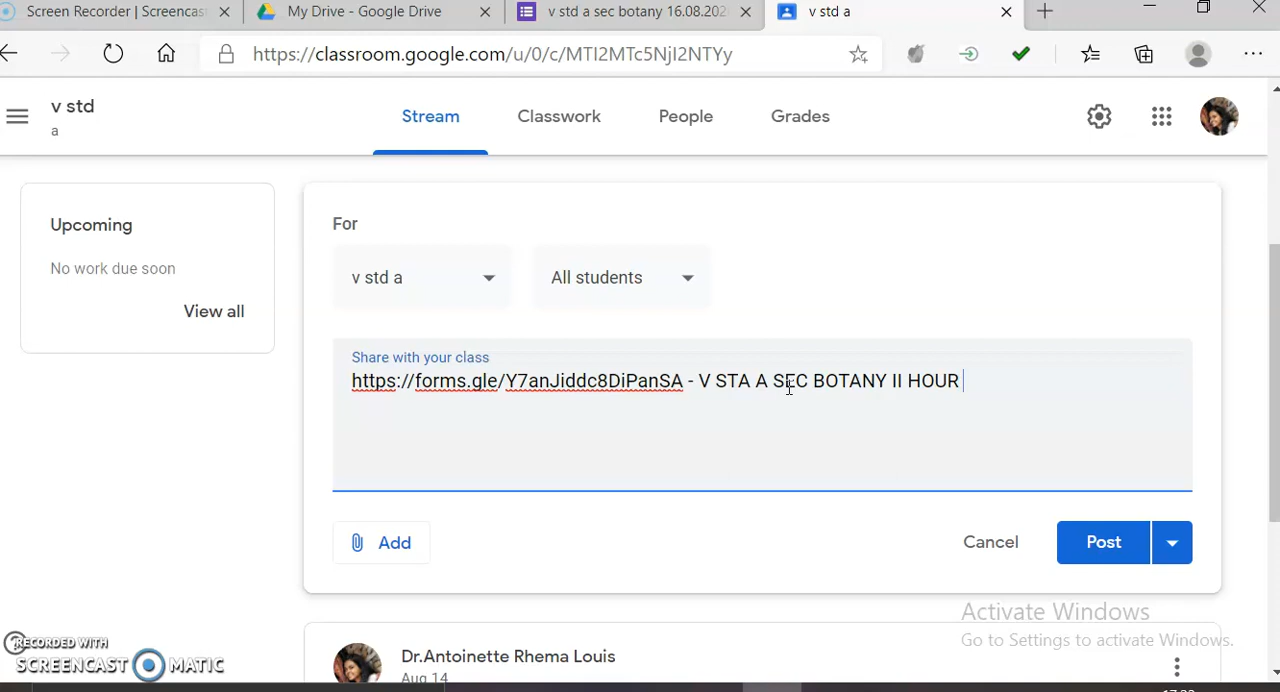 Screen Recorder | Screencast
My Drive - Google Drive
v std a sec botany 16.08.202
v std a
https://classroom.google.com/u/0/c/MTI2MTc5NjI2NTYy
v std
a
Stream
Classwork
People
Grades
Upcoming
No work due soon
View all
For
v std a
All students
Share with your class
https://forms.gle/Y7anJiddc8DiPanSA - V STA A SEC BOTANY II HOUR
Add
Cancel
Post
Activate Windows
Go to Settings to activate Windows.
Dr.Antoinette Rhema Louis
Aug 14
RECORDED WITH
SCREENCAST MATIC